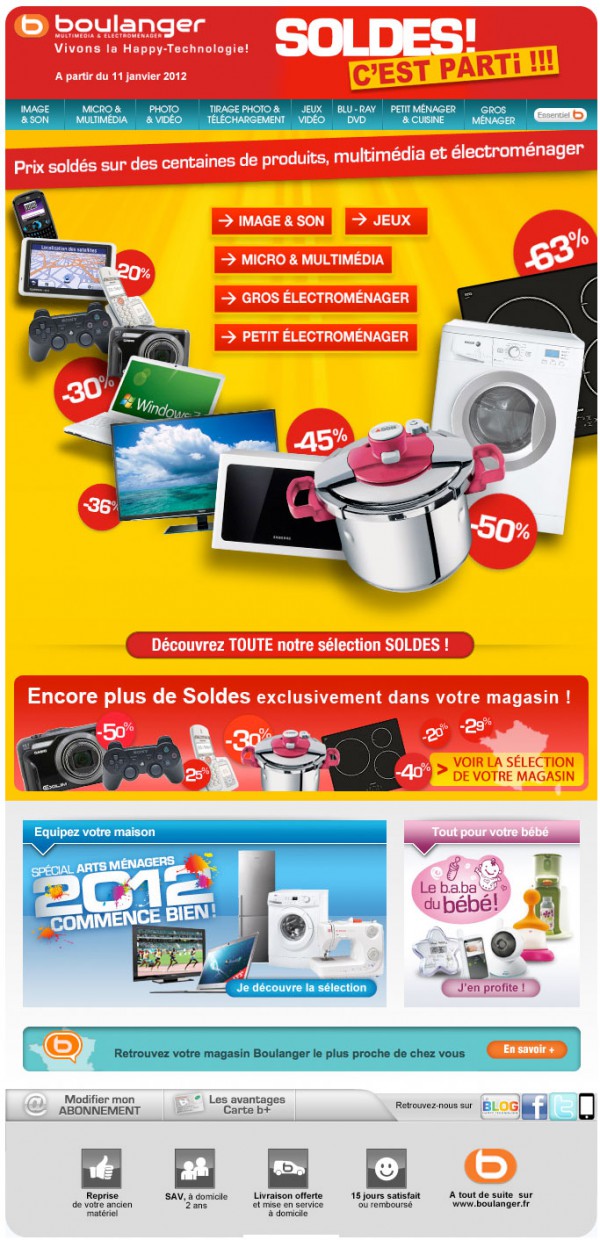 boulanger
MULTIMEDIA & ELECTROMENAGER
Vivons la Happy-Technologie!
A partir du 11 janvier 2012
SOLDES!
C'EST PARTi !!!
IMAGE & SON
MICRO & MULTIMÉDIA
PHOTO & VIDÉO
TIRAGE PHOTO & TÉLÉCHARGEMENT
JEUX VIDÉO
BLU - RAY DVD
PETIT MÉNAGER & CUISINE
GROS MÉNAGER
Essentiel b
Prix soldés sur des centaines de produits, multimédia et électroménager
IMAGE & SON
JEUX
MICRO & MULTIMÉDIA
GROS ÉLECTROMÉNAGER
PETIT ÉLECTROMÉNAGER
-63%
Localisation des satellites
-20%
-30%
Windows 7
-45%
-36%
SAMSUNG
-50%
Découvrez TOUTE notre sélection SOLDES !
Encore plus de Soldes exclusivement dans votre magasin !
-50%
CASIO
EXILIM
-25%
-30%
-40%
-20%
-29%
> VOIR LA SÉLECTION
DE VOTRE MAGASIN
Equipez votre maison
SPÉCIAL ARTS MÉNAGERS
2012
COMMENCE BIEN !
Je découvre la sélection
Tout pour votre bébé
Le b.a.ba
du bébé!
J'en profite !
b
Retrouvez votre magasin Boulanger le plus proche de chez vous
En savoir +
@
Modifier mon
ABONNEMENT
Les avantages
Carte b+
Retrouvez-nous sur
BLOG
f
t
Reprise
de votre ancien
matériel
SAV, à domicile
2 ans
Livraison offerte
et mise en service
à domicile
15 jours satisfait
ou remboursé
b
A tout de suite sur
www.boulanger.fr